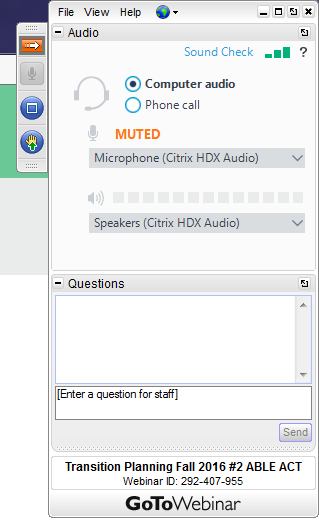 File View Help
Audio
Sound Check ?
Computer audio
Phone call
MUTED
Microphone (Citrix HDX Audio)
Speakers (Citrix HDX Audio)
Questions
[Enter a question for staff]
Send
Transition Planning Fall 2016 #2 ABLE ACT
Webinar ID: 292-407-955
GoToWebinar